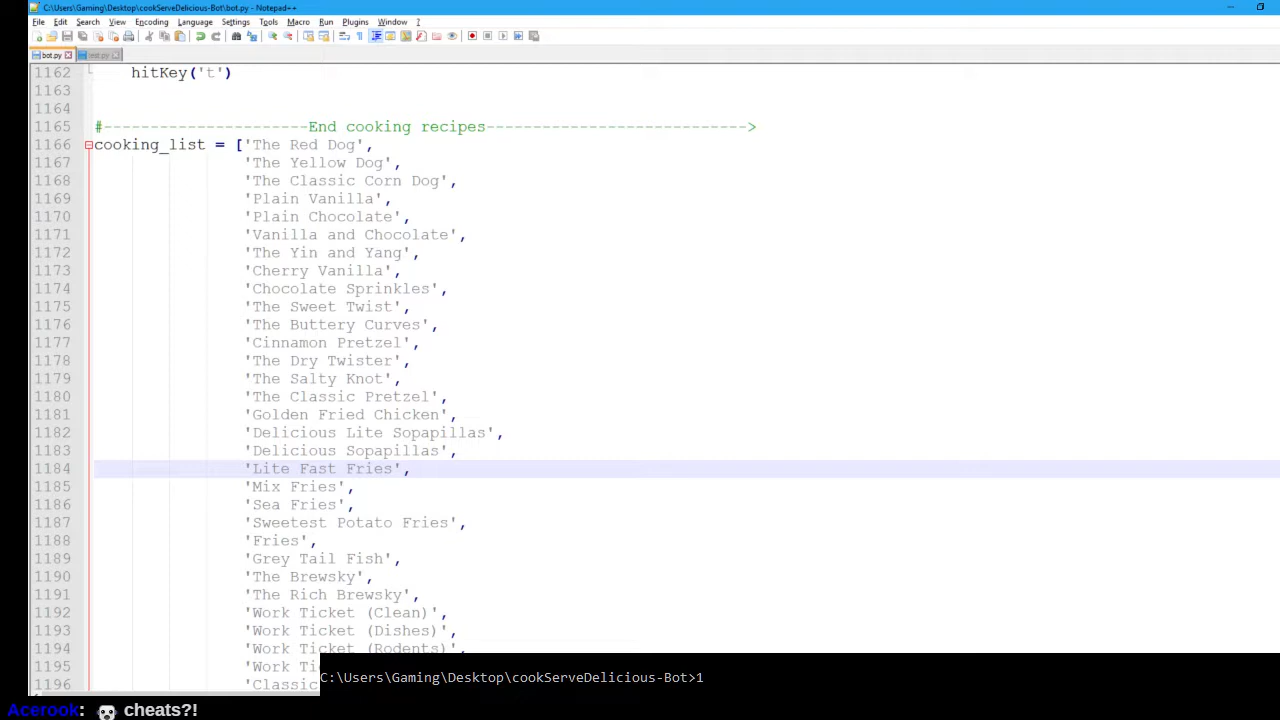 C:\Users\Gaming\Desktop\cookServeDelicious-Bot\bot.py - Notepad++
File Edit Search View Encoding Language Settings Tools Macro Run Plugins Window ?
bot.py test.py
1162 hitKey('t')
1163
1164
1165 #----------------------End cooking recipes---------------------------->
1166 cooking_list = ['The Red Dog',
1167 'The Yellow Dog',
1168 'The Classic Corn Dog',
1169 'Plain Vanilla',
1170 'Plain Chocolate',
1171 'Vanilla and Chocolate',
1172 'The Yin and Yang',
1173 'Cherry Vanilla',
1174 'Chocolate Sprinkles',
1175 'The Sweet Twist',
1176 'The Buttery Curves',
1177 'Cinnamon Pretzel',
1178 'The Dry Twister',
1179 'The Salty Knot',
1180 'The Classic Pretzel',
1181 'Golden Fried Chicken',
1182 'Delicious Lite Sopapillas',
1183 'Delicious Sopapillas',
1184 'Lite Fast Fries',
1185 'Mix Fries',
1186 'Sea Fries',
1187 'Sweetest Potato Fries',
1188 'Fries',
1189 'Grey Tail Fish',
1190 'The Brewsky',
1191 'The Rich Brewsky',
1192 'Work Ticket (Clean)',
1193 'Work Ticket (Dishes)',
1194 'Work Ticket (Rodents)',
1195 'Work Ti
1196 'Classic
C:\Users\Gaming\Desktop\cookServeDelicious-Bot>1
Acerook: cheats?!